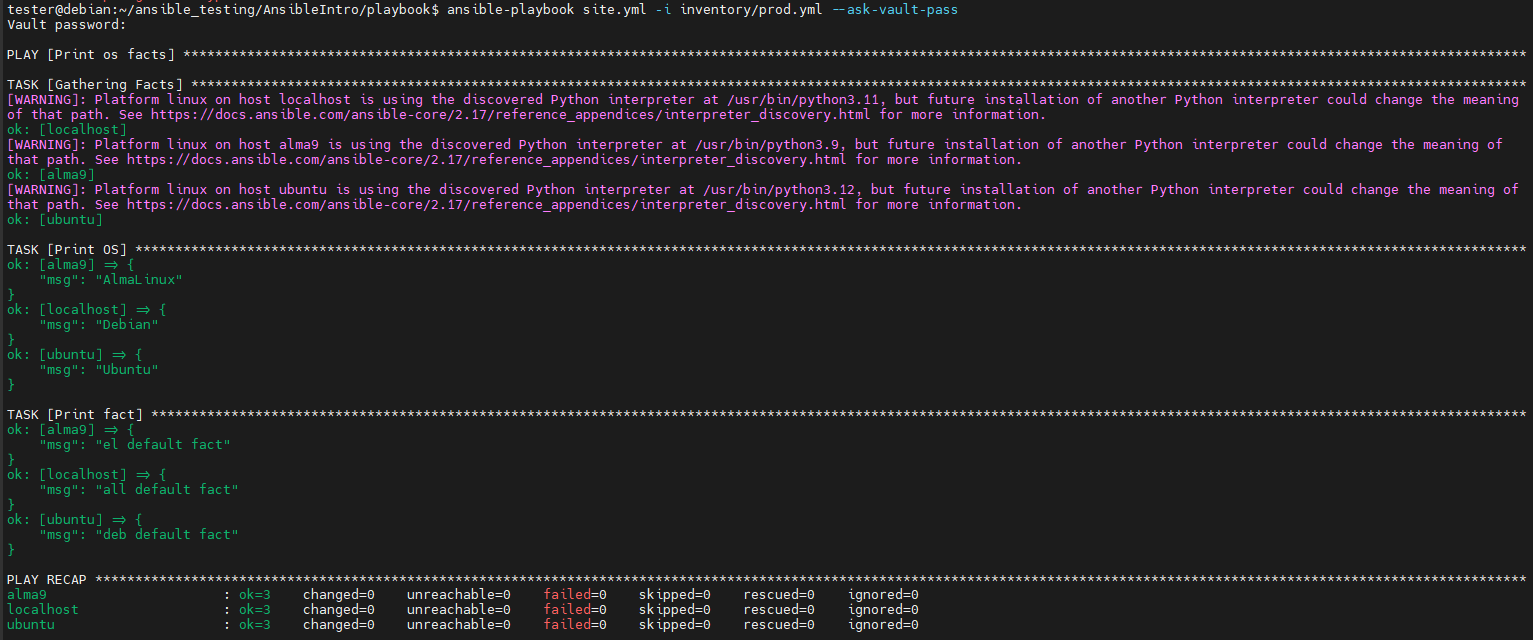 tester@debian:~/ansible_testing/AnsibleIntro/playbook$ ansible-playbook site.yml -i inventory/prod.yml --ask-vault-pass
Vault password:
PLAY [Print os facts] ************************************************************************************************************************************************************************
TASK [Gathering Facts] ***********************************************************************************************************************************************************************
[WARNING]: Platform linux on host localhost is using the discovered Python interpreter at /usr/bin/python3.11, but future installation of another Python interpreter could change the meaning
of that path. See https://docs.ansible.com/ansible-core/2.17/reference_appendices/interpreter_discovery.html for more information.
ok: [localhost]
[WARNING]: Platform linux on host alma9 is using the discovered Python interpreter at /usr/bin/python3.9, but future installation of another Python interpreter could change the meaning of
that path. See https://docs.ansible.com/ansible-core/2.17/reference_appendices/interpreter_discovery.html for more information.
ok: [alma9]
[WARNING]: Platform linux on host ubuntu is using the discovered Python interpreter at /usr/bin/python3.12, but future installation of another Python interpreter could change the meaning of
that path. See https://docs.ansible.com/ansible-core/2.17/reference_appendices/interpreter_discovery.html for more information.
ok: [ubuntu]
TASK [Print OS] ******************************************************************************************************************************************************************************
ok: [alma9] => {
    "msg": "AlmaLinux"
}
ok: [localhost] => {
    "msg": "Debian"
}
ok: [ubuntu] => {
    "msg": "Ubuntu"
}
TASK [Print fact] ****************************************************************************************************************************************************************************
ok: [alma9] => {
    "msg": "el default fact"
}
ok: [localhost] => {
    "msg": "all default fact"
}
ok: [ubuntu] => {
    "msg": "deb default fact"
}
PLAY RECAP ***********************************************************************************************************************************************************************************
alma9                      : ok=3    changed=0    unreachable=0    failed=0    skipped=0    rescued=0    ignored=0
localhost                  : ok=3    changed=0    unreachable=0    failed=0    skipped=0    rescued=0    ignored=0
ubuntu                     : ok=3    changed=0    unreachable=0    failed=0    skipped=0    rescued=0    ignored=0